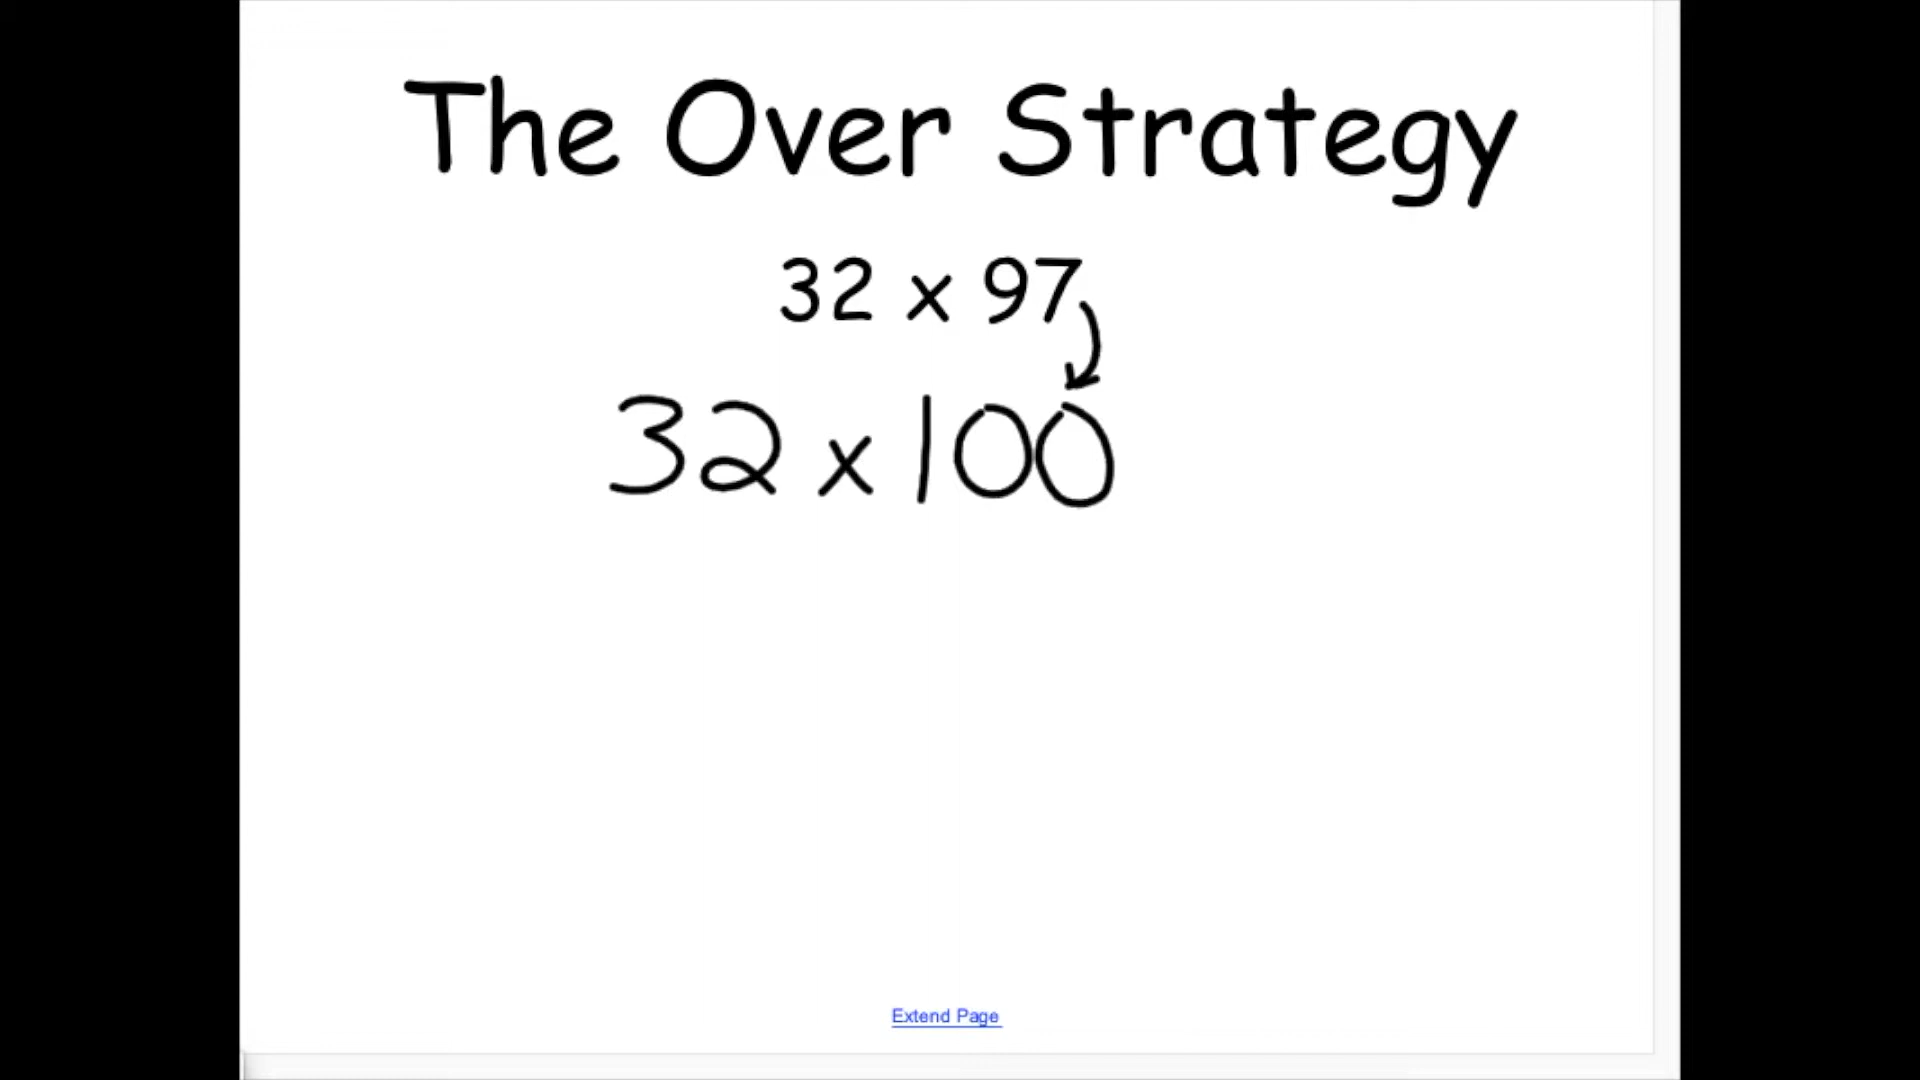 The Over Strategy
32 x 97
32 x 100
Extend Page